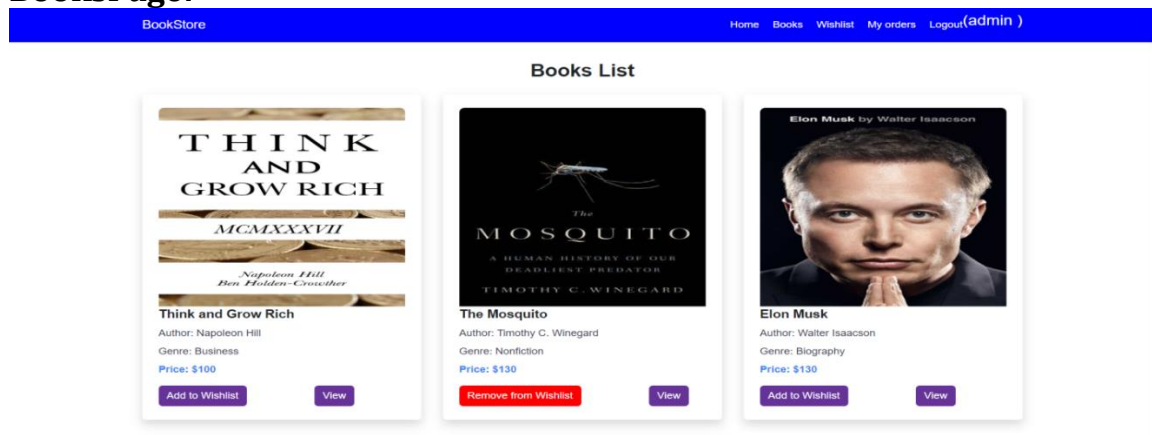 BooksPage:
BookStore
Home Books Wishlist My orders Logout(admin )
Books List
THINK
AND
GROW RICH
MCMXXXVII
Napoleon Hill
Ben Holden-Crowther
Think and Grow Rich
Author: Napoleon Hill
Genre: Business
Price: $100
Add to Wishlist View
The
MOSQUITO
A HUMAN HISTORY OF OUR
DEADLIEST PREDATOR
TIMOTHY C. WINEGARD
The Mosquito
Author: Timothy C. Winegard
Genre: Nonfiction
Price: $130
Remove from Wishlist View
Elon Musk by Walter Isaacson
Elon Musk
Author: Walter Isaacson
Genre: Biography
Price: $130
Add to Wishlist View